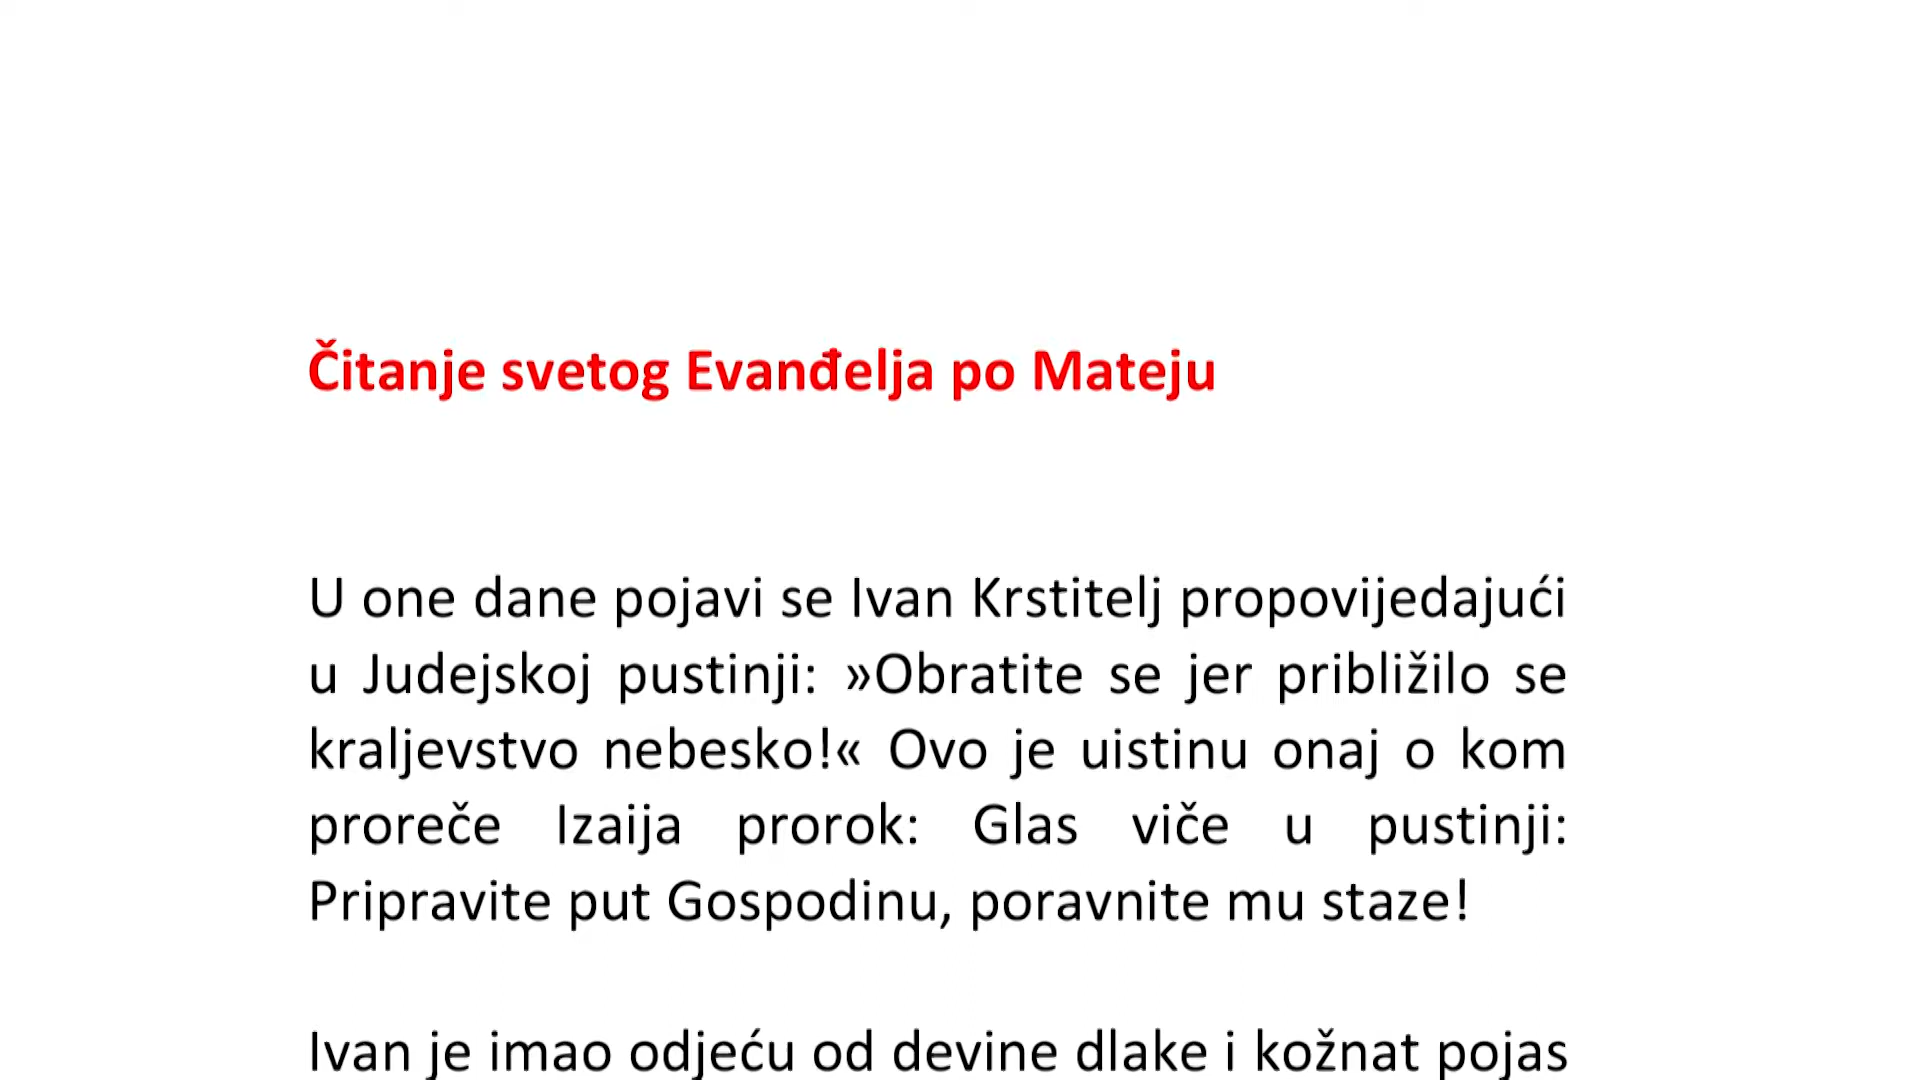 Čitanje svetog Evanđelja po Mateju
U one dane pojavi se Ivan Krstitelj propovijedajući
u Judejskoj pustinji: »Obratite se jer približilo se
kraljevstvo nebesko!« Ovo je uistinu onaj o kom
proreče Izaija prorok: Glas viče u pustinji:
Pripravite put Gospodinu, poravnite mu staze!
Ivan je imao odjeću od devine dlake i kožnat pojas